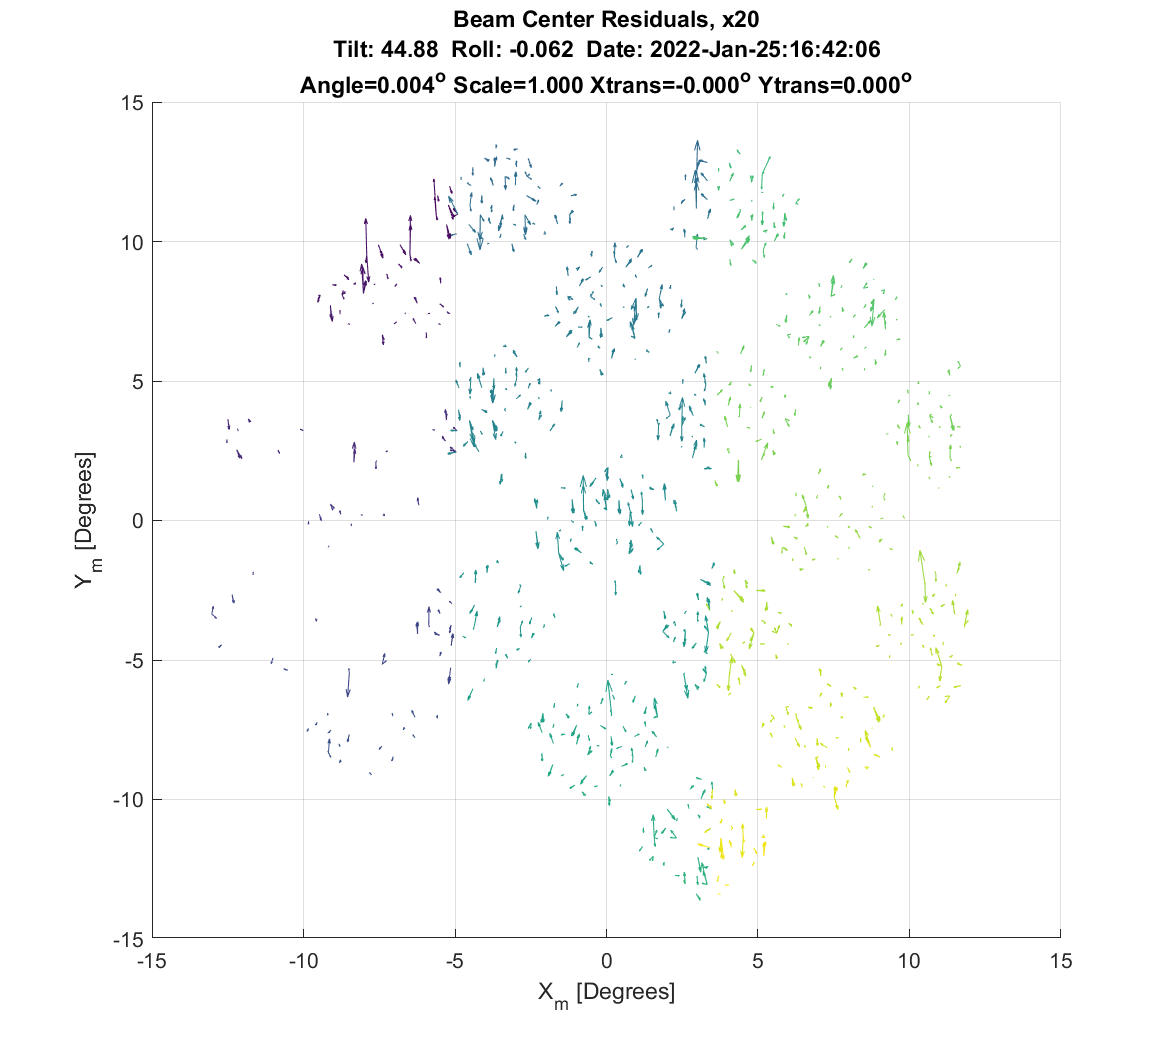 Beam Center Residuals, x20
Tilt: 44.88 Roll: -0.062 Date: 2022-Jan-25:16:42:06
Angle=0.004° Scale=1.000 Xtrans=-0.000° Ytrans=0.000°
15
10
5
0
-5
-10
-15
Y_m [Degrees]
-15 -10 -5 0 5 10 15
X_m [Degrees]